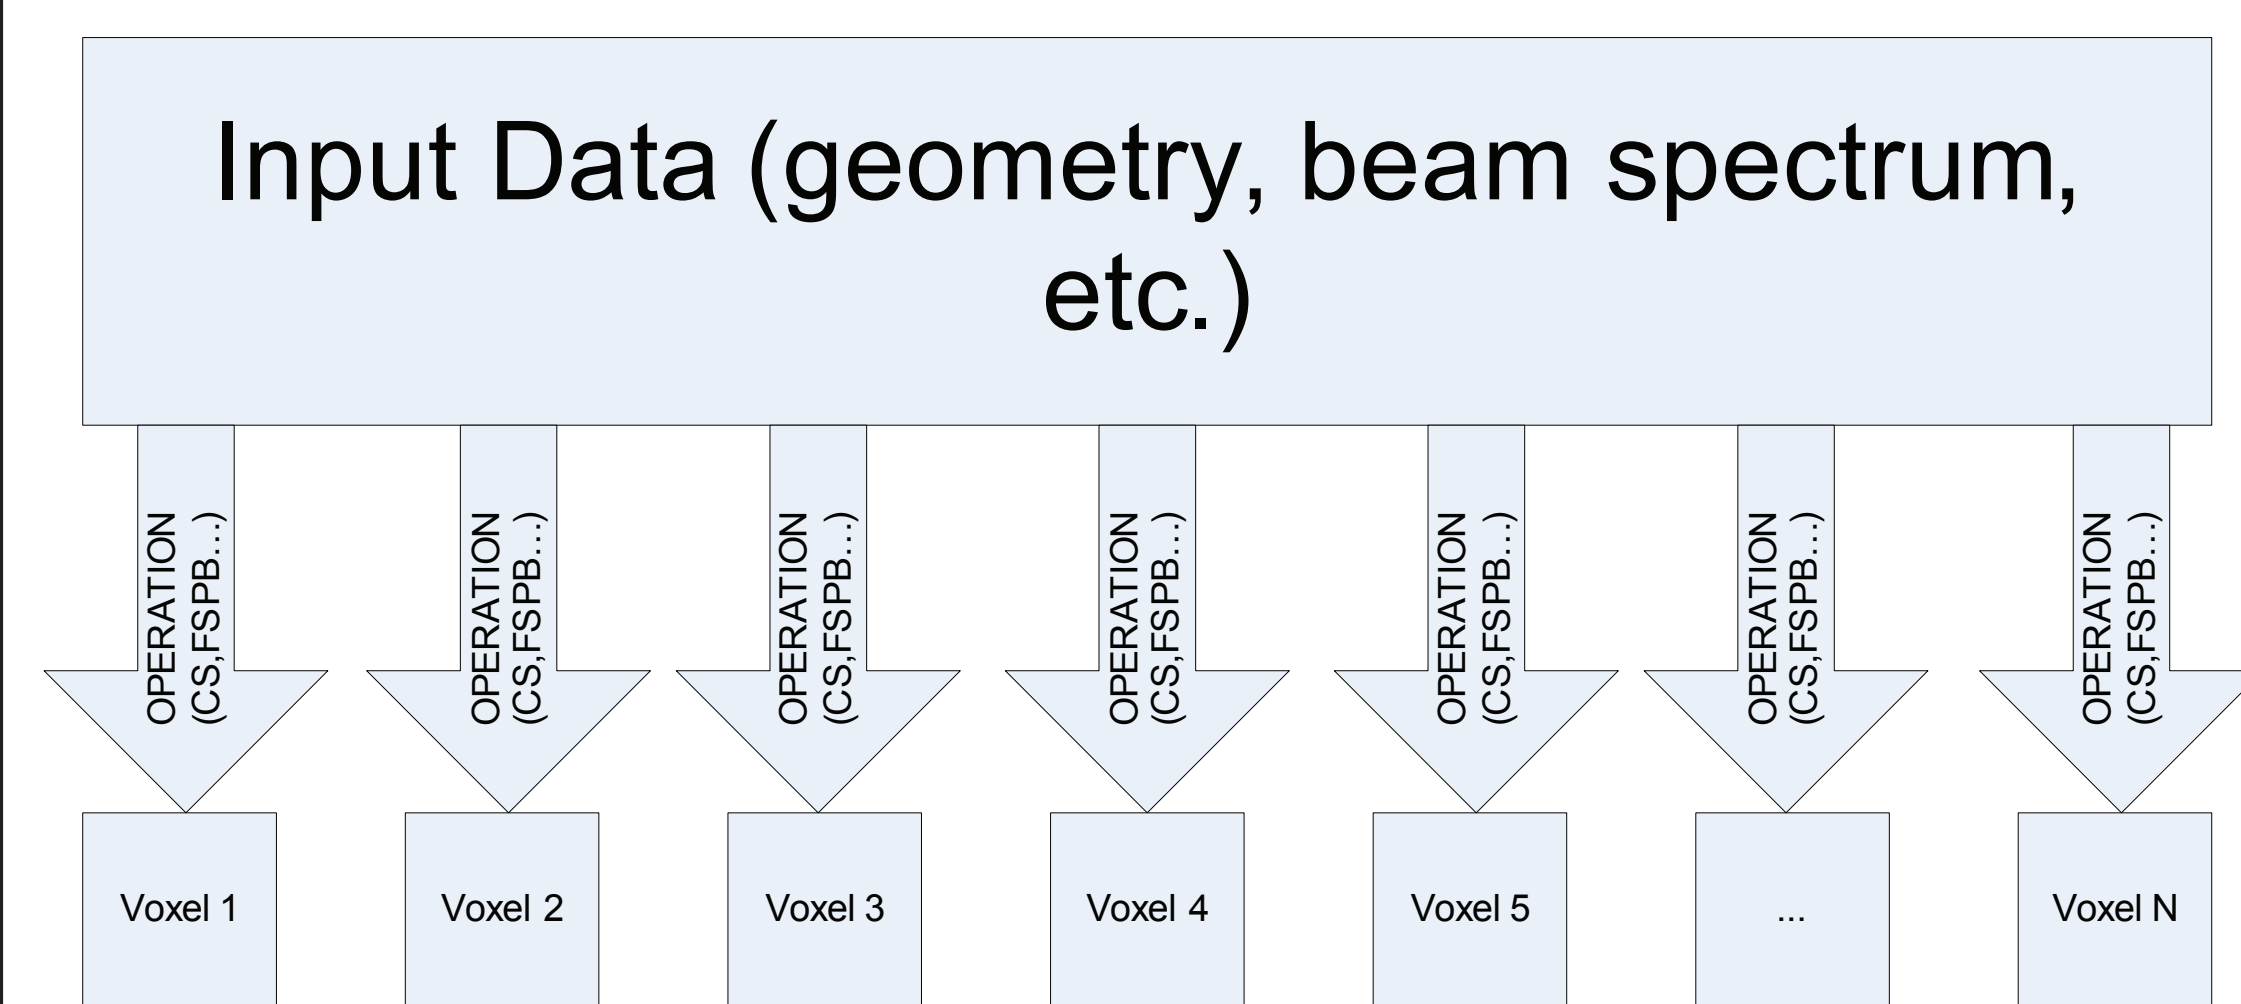 Input Data (geometry, beam spectrum,
etc.)
OPERATION
(CS,FSPB...)
OPERATION
(CS,FSPB...)
OPERATION
(CS,FSPB...)
OPERATION
(CS,FSPB...)
OPERATION
(CS,FSPB...)
OPERATION
(CS,FSPB...)
OPERATION
(CS,FSPB...)
Voxel 1
Voxel 2
Voxel 3
Voxel 4
Voxel 5
...
Voxel N